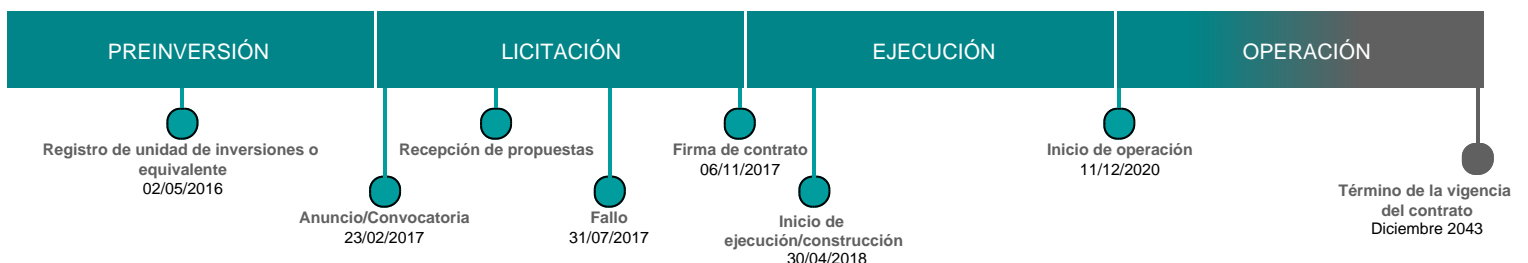 PREINVERSIÓN
LICITACIÓN
EJECUCIÓN
OPERACIÓN
Registro de unidad de inversiones o
equivalente
02/05/2016
Anuncio/Convocatoria
23/02/2017
Recepción de propuestas
Fallo
31/07/2017
Firma de contrato
06/11/2017
Inicio de
ejecución/construcción
30/04/2018
Inicio de operación
11/12/2020
Término de la vigencia
del contrato
Diciembre 2043